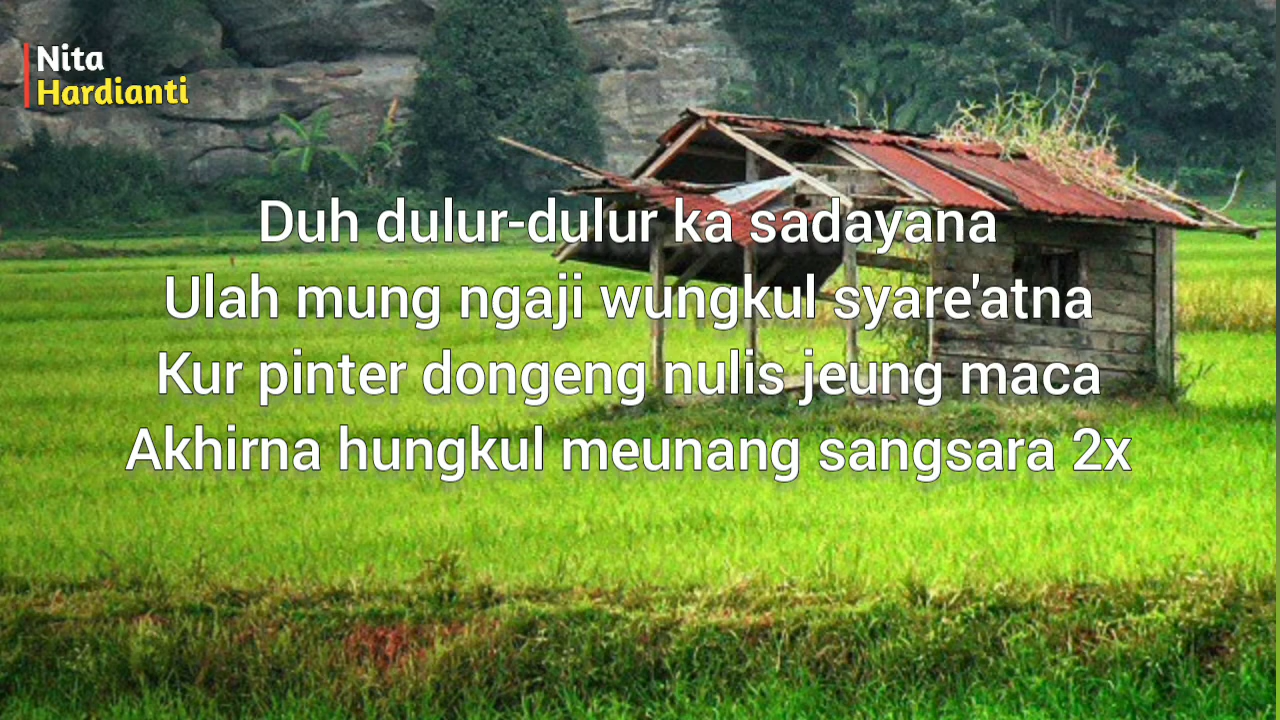 Nita
Hardianti
Duh dulur-dulur ka sadayana
Ulah mung ngaji wungkul syare'atna
Kur pinter dongeng nulis jeung maca
Akhirna hungkul meunang sangsara 2x